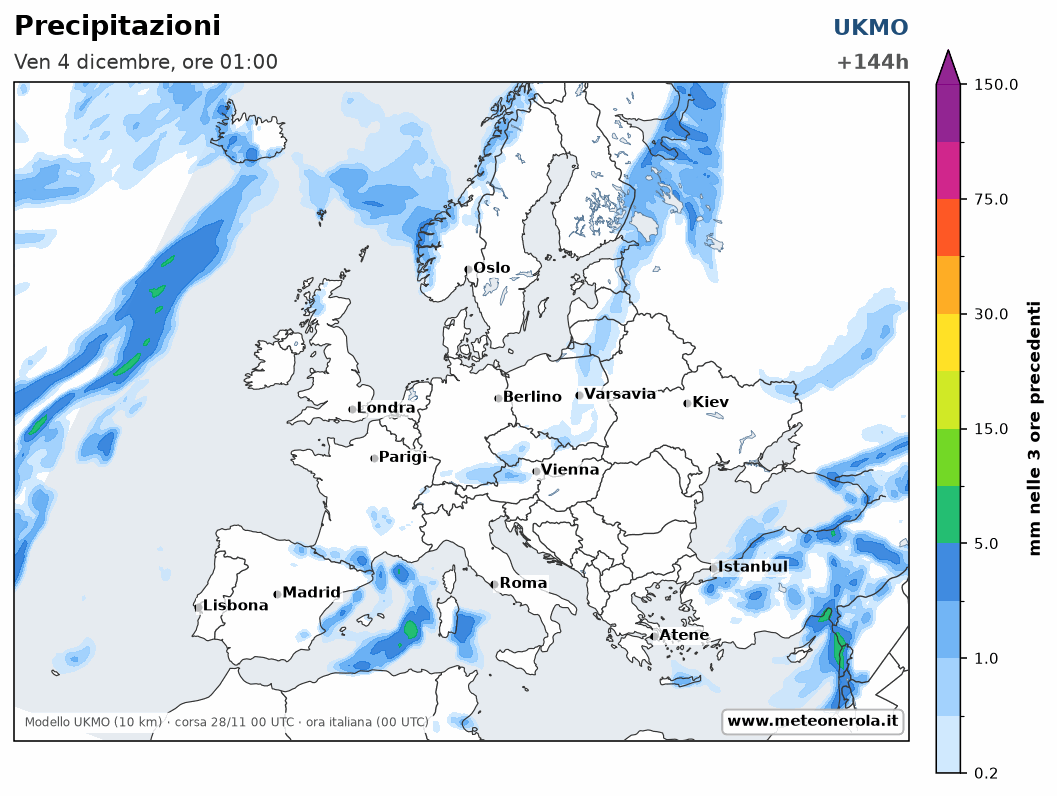 Precipitazioni
UKMO
Ven 4 dicembre, ore 01:00
+144h
150.0
75.0
30.0
15.0
5.0
1.0
0.2
mm nelle 3 ore precedenti
Oslo
Berlino
Varsavia
Kiev
Londra
Parigi
Vienna
Istanbul
Roma
Madrid
Lisbona
Atene
Modello UKMO (10 km) · corsa 28/11 00 UTC · ora italiana (00 UTC)
www.meteonerola.it